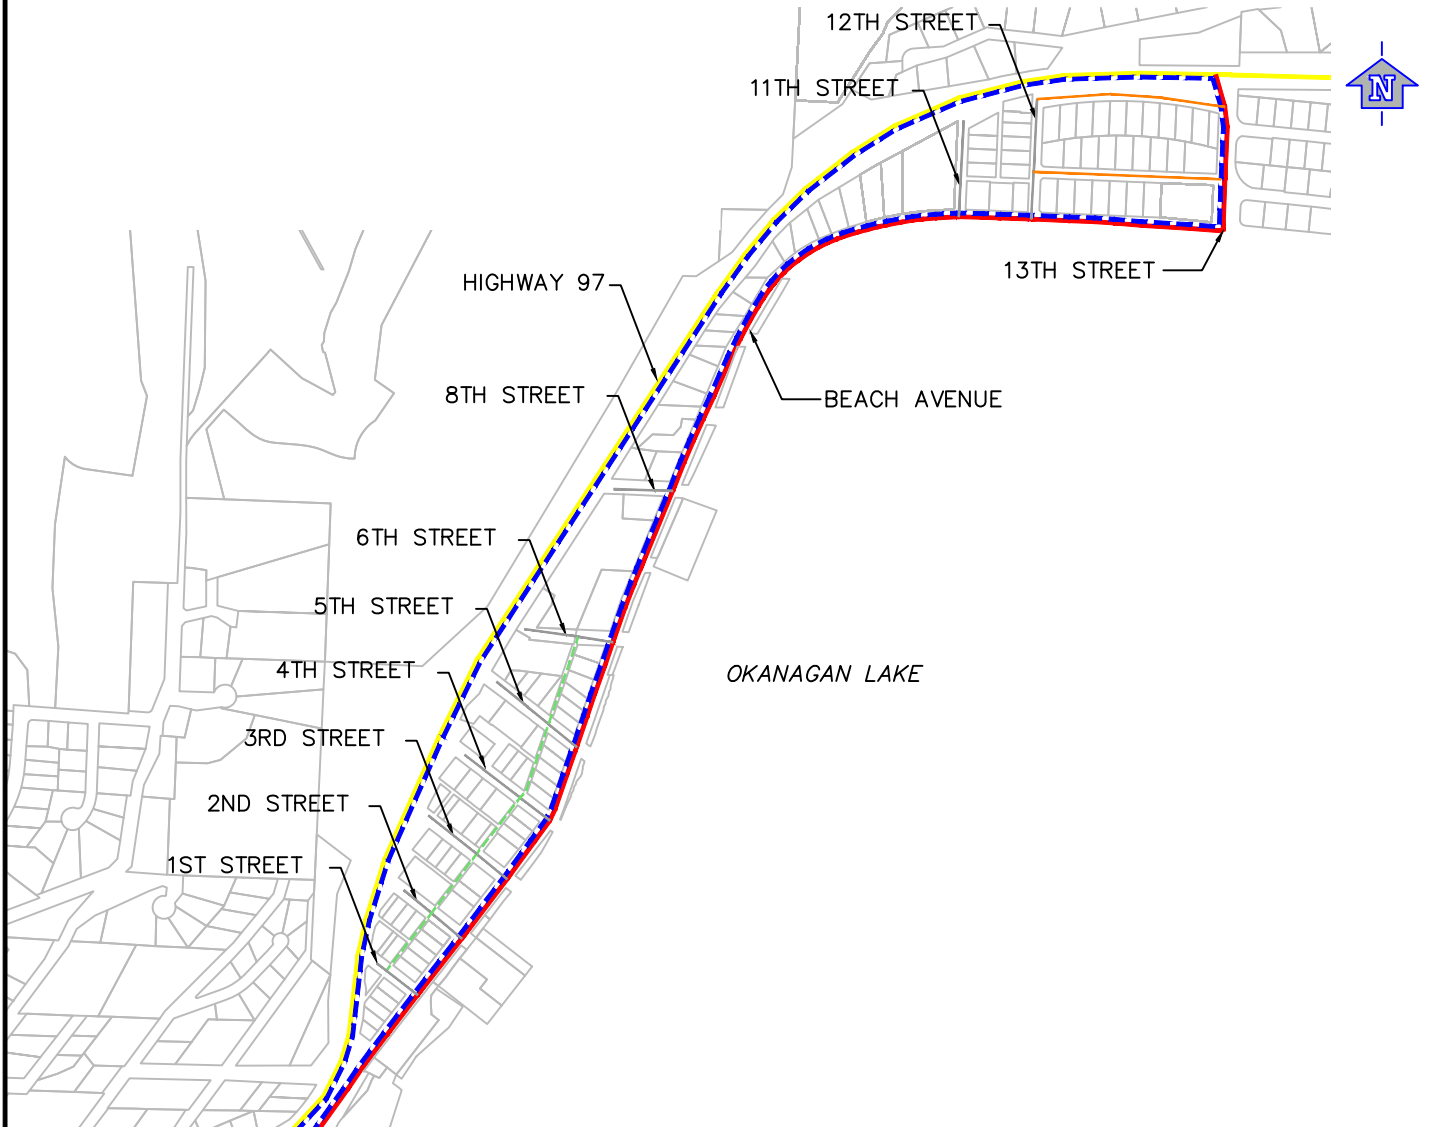 12TH STREET
11TH STREET
N
13TH STREET
HIGHWAY 97
8TH STREET
BEACH AVENUE
6TH STREET
5TH STREET
4TH STREET
OKANAGAN LAKE
3RD STREET
2ND STREET
1ST STREET